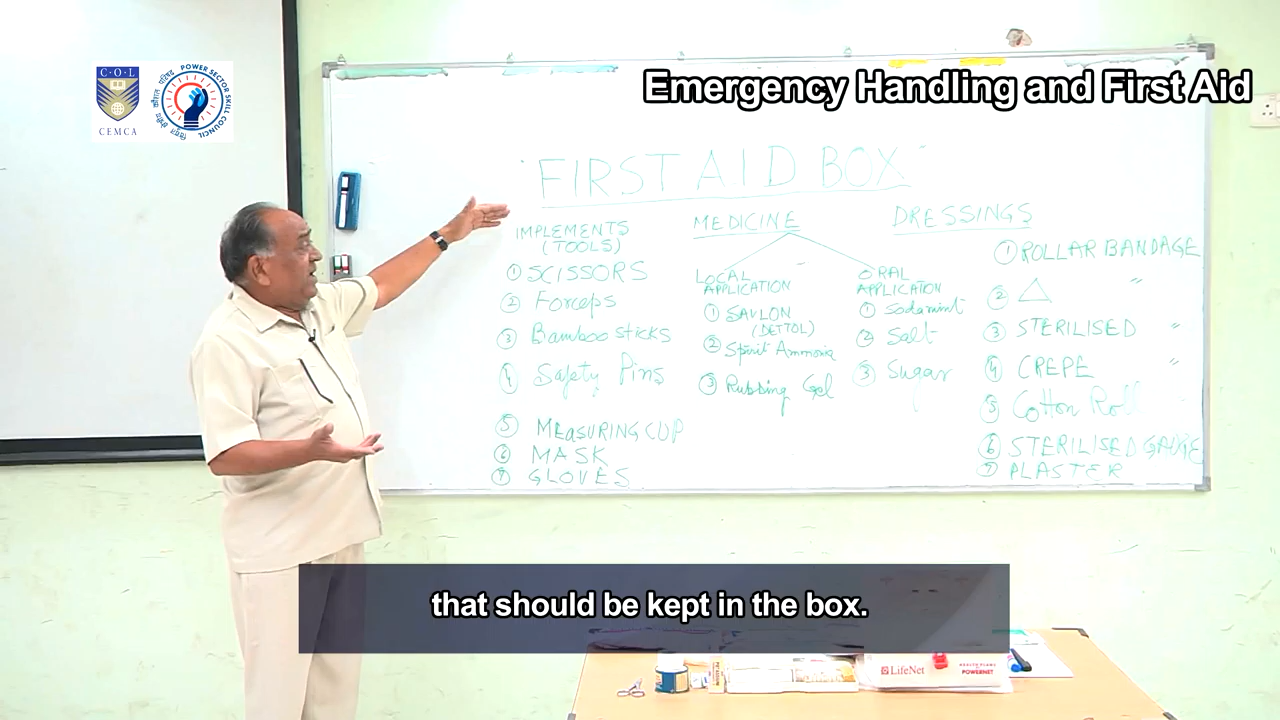 Emergency Handling and First Aid
C·O·L
CEMCA
POWER SECTOR SKILL COUNCIL
"FIRST AID BOX"
IMPLEMENTS
(TOOLS)
① SCISSORS
② Forceps
③ Bamboo sticks
④ Safety Pins
⑤ MEASURING CUP
⑥ MASK
⑦ GLOVES
MEDICINE
LOCAL
APPLICATION
① SAVLON
(DETTOL)
② Spirit Ammonia
③ Rubbing Gel
ORAL
APPLICATION
① Sodamint
② Salt
③ Sugar
DRESSINGS
① ROLLAR BANDAGE
② △ "
③ STERILISED "
④ CREPE "
⑤ Cotton Roll
⑥ STERILISED GAUZE
⑦ PLASTER
that should be kept in the box.
LifeNet
HEALTH PLANS
POWERNET